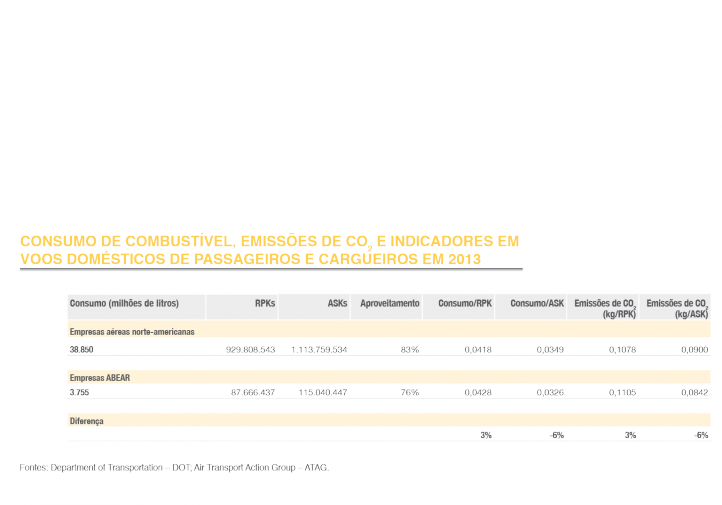 CONSUMO DE COMBUSTÍVEL, EMISSÕES DE CO2 E INDICADORES EM
VOOS DOMÉSTICOS DE PASSAGEIROS E CARGUEIROS EM 2013
Consumo (milhões de litros) RPKs ASKs Aproveitamento Consumo/RPK Consumo/ASK Emissões de CO2 (kg/RPK) Emissões de CO2 (kg/ASK)
Empresas aéreas norte-americanas
38.850 929.808.543 1.113.759.534 83% 0,0418 0,0349 0,1078 0,0900
Empresas ABEAR
3.755 87.666.437 115.040.447 76% 0,0428 0,0326 0,1105 0,0842
Diferença
3% -6% 3% -6%
Fontes: Department of Transportation – DOT; Air Transport Action Group – ATAG.